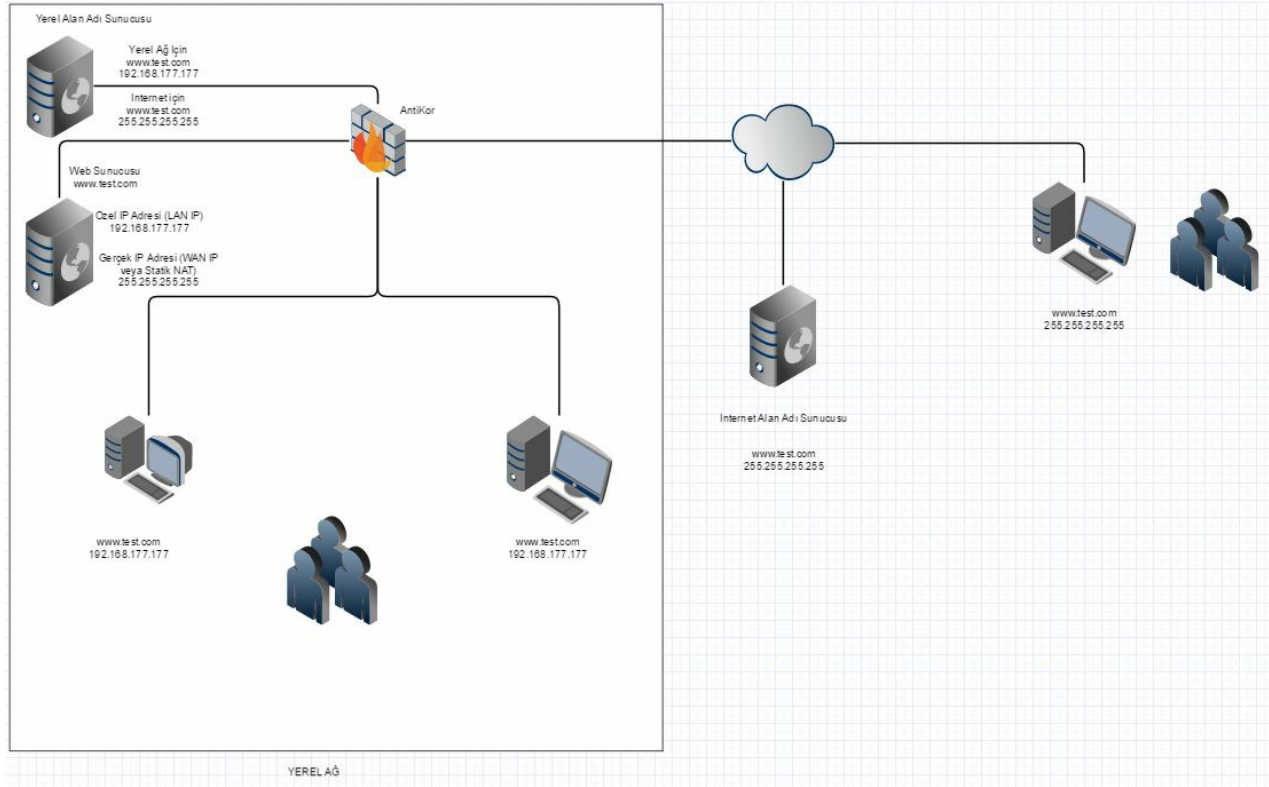 Yerel Alan Adı Sunucusu
Yerel Ağ İçin
www.test.com
192.168.177.177
Internet için
www.test.com
255.255.255.255
AntiKor
Web Sunucusu
www.test.com
Özel IP Adresi (LAN IP)
192.168.177.177
Gerçek IP Adresi (WAN IP
veya Statik NAT)
255.255.255.255
www.test.com
192.168.177.177
www.test.com
192.168.177.177
Internet Alan Adı Sunucusu
www.test.com
255.255.255.255
www.test.com
255.255.255.255
YEREL AĞ